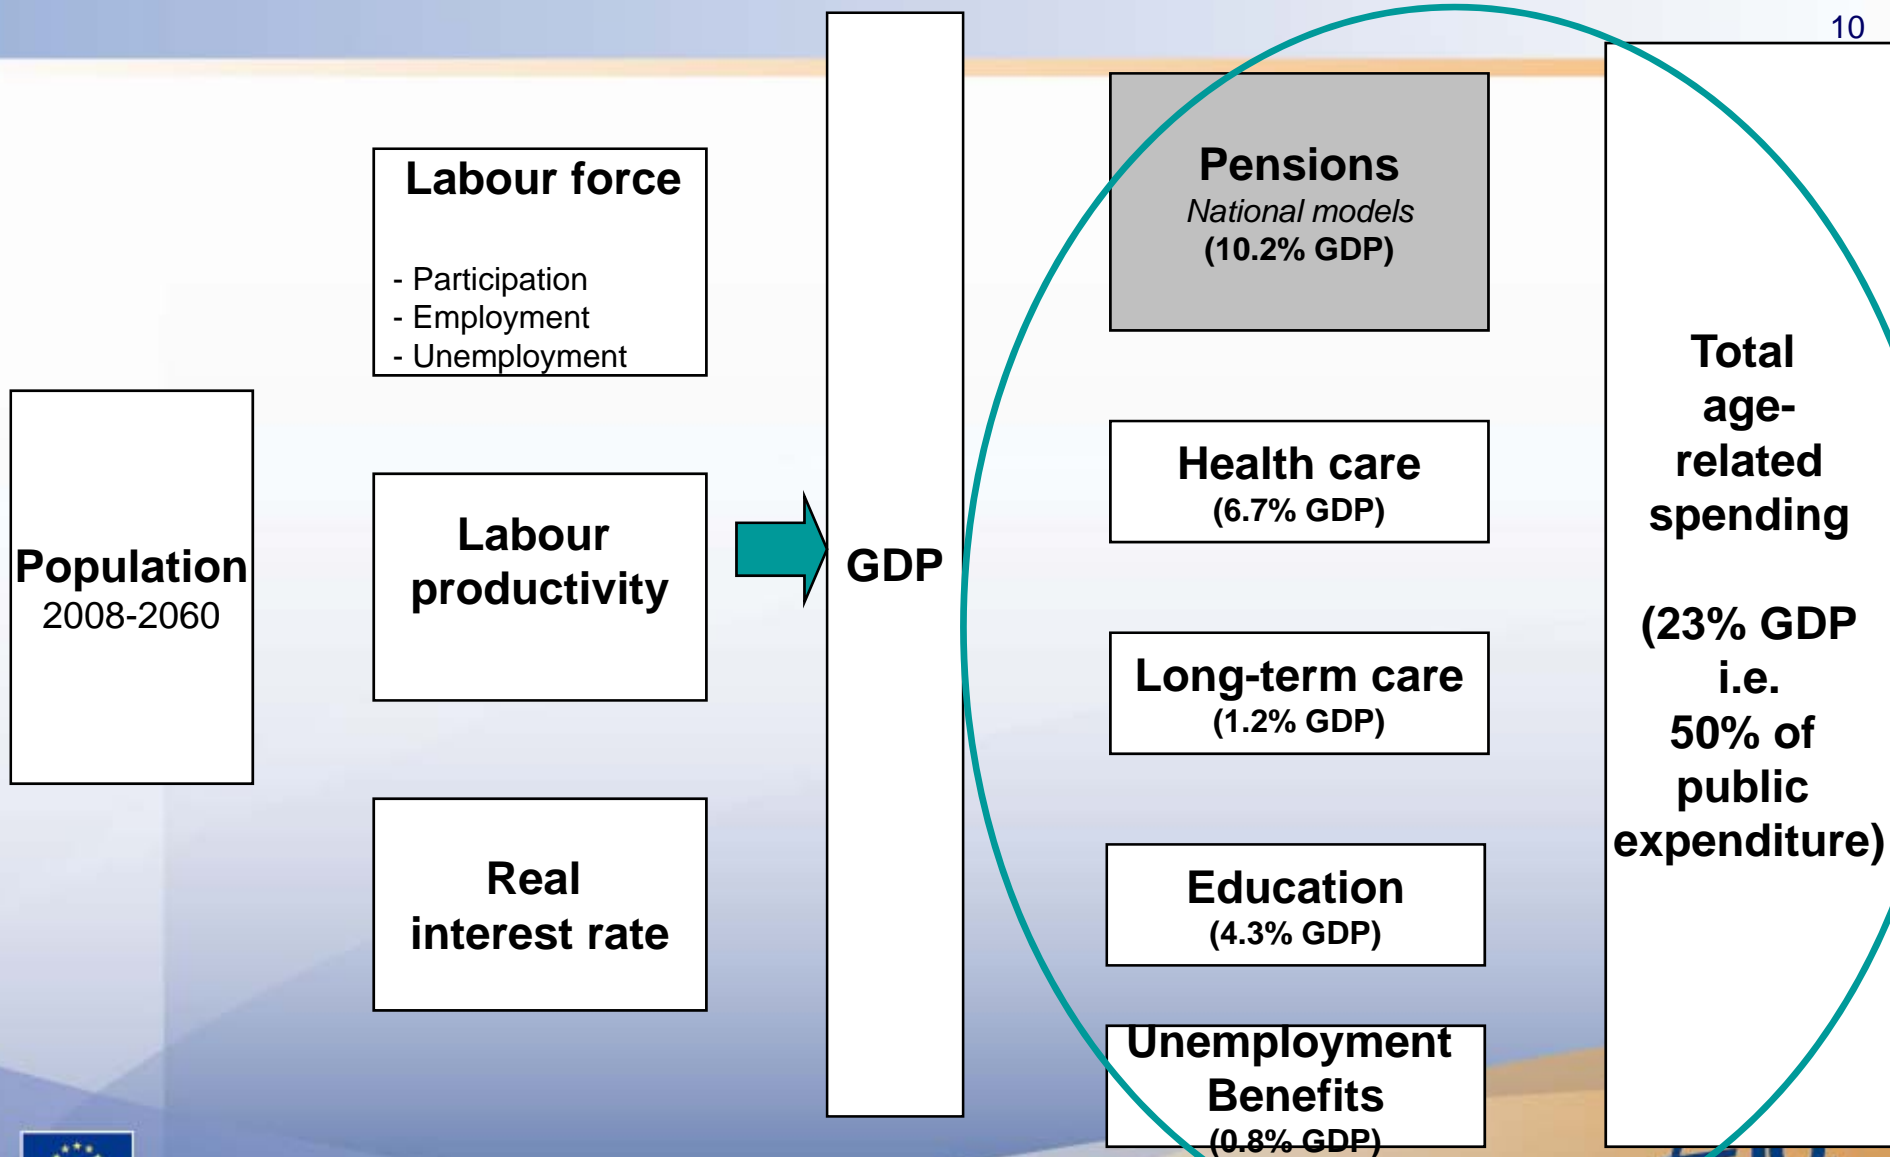 10
Population
2008-2060
Labour force
- Participation
- Employment
- Unemployment
Labour
productivity
Real
interest rate
GDP
Pensions
National models
(10.2% GDP)
Health care
(6.7% GDP)
Long-term care
(1.2% GDP)
Education
(4.3% GDP)
Unemployment
Benefits
(0.8% GDP)
Total
age-
related
spending
(23% GDP
i.e.
50% of
public
expenditure)